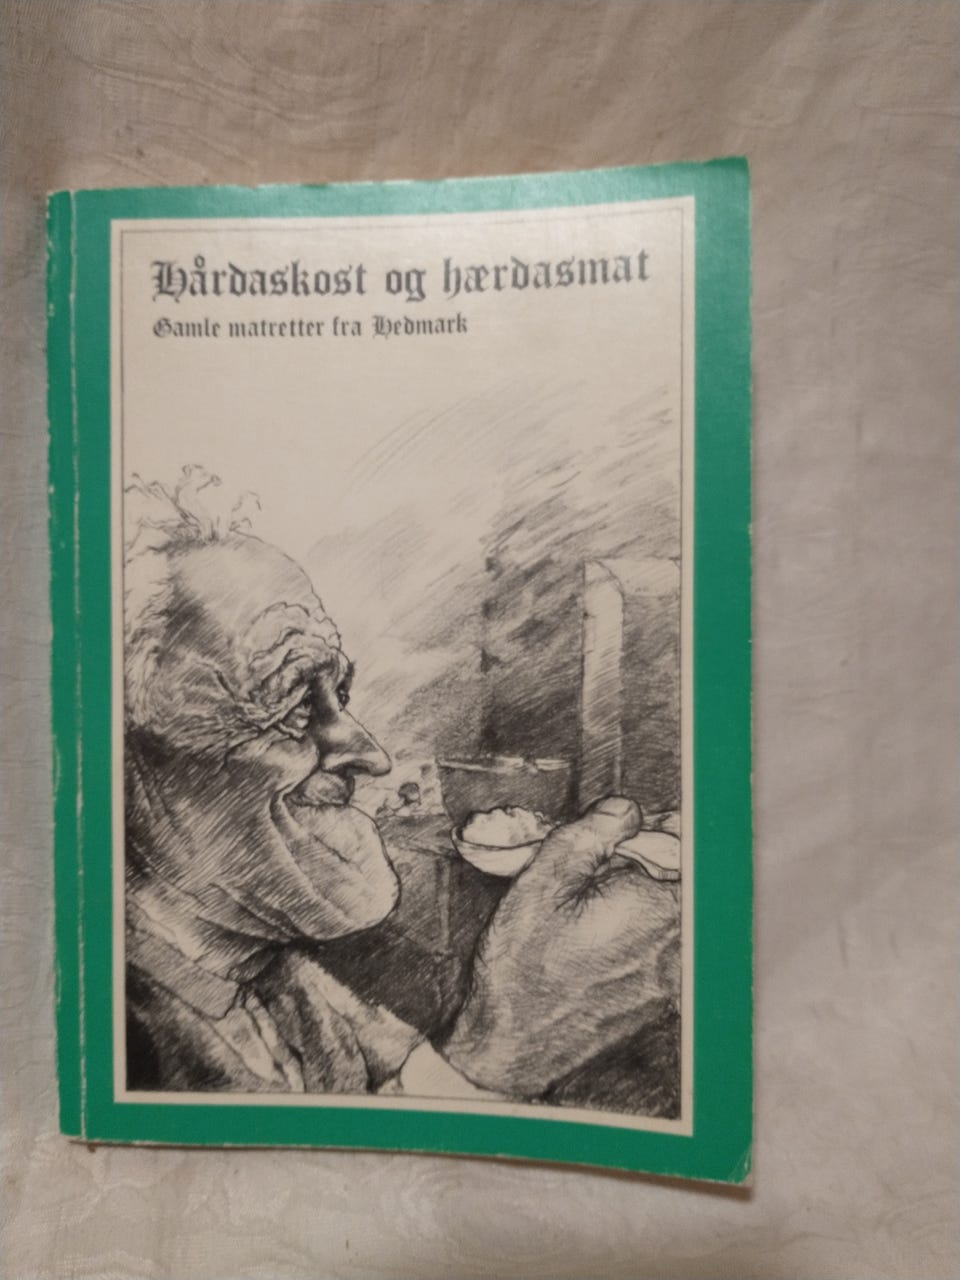 Hårdaskost og hærdasmat
Gamle matretter fra Hedmark